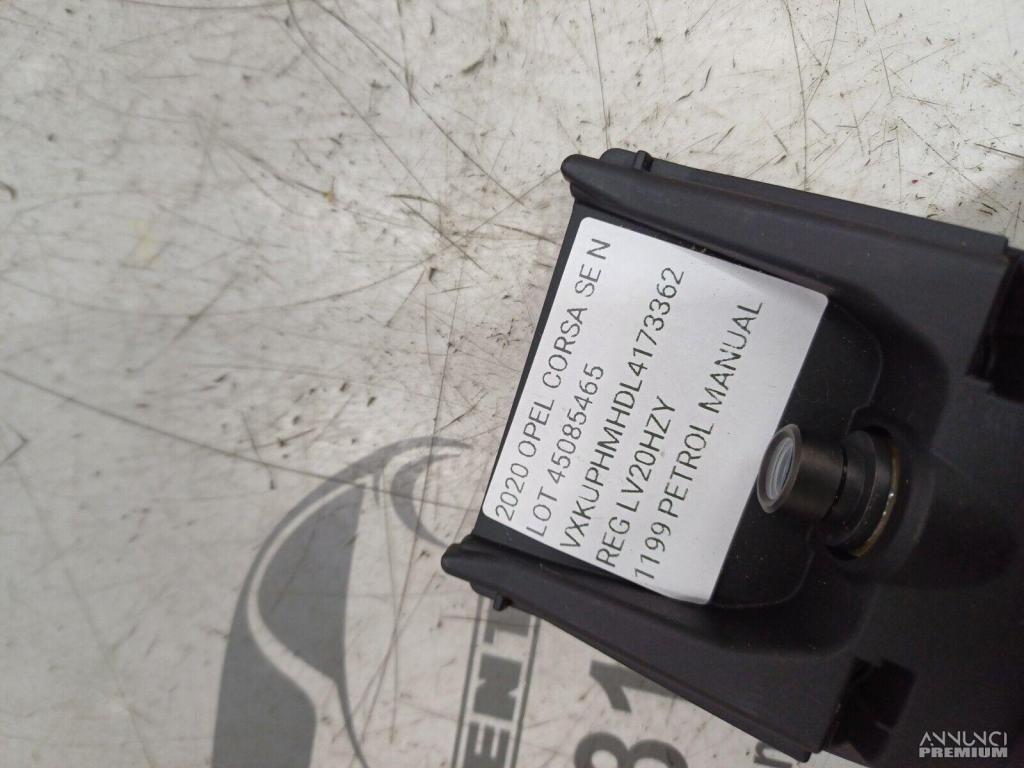 2020 OPEL CORSA SE N
LOT 45085465
VXKUPHMHDL4173362
REG LV20HZY
1199 PETROL MANUAL
ANNUNCI
PREMIUM